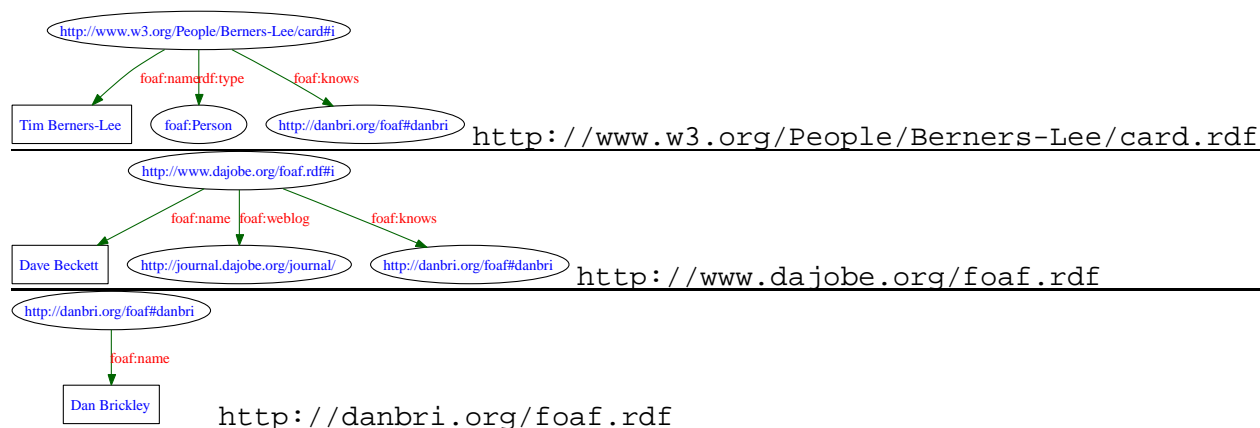 http://www.w3.org/People/Berners-Lee/card#i
foaf:name rdf:type foaf:knows
Tim Berners-Lee foaf:Person http://danbri.org/foaf#danbri http://www.w3.org/People/Berners-Lee/card.rdf
http://www.dajobe.org/foaf.rdf#i
foaf:name foaf:weblog foaf:knows
Dave Beckett http://journal.dajobe.org/journal/ http://danbri.org/foaf#danbri http://www.dajobe.org/foaf.rdf
http://danbri.org/foaf#danbri
foaf:name
Dan Brickley http://danbri.org/foaf.rdf